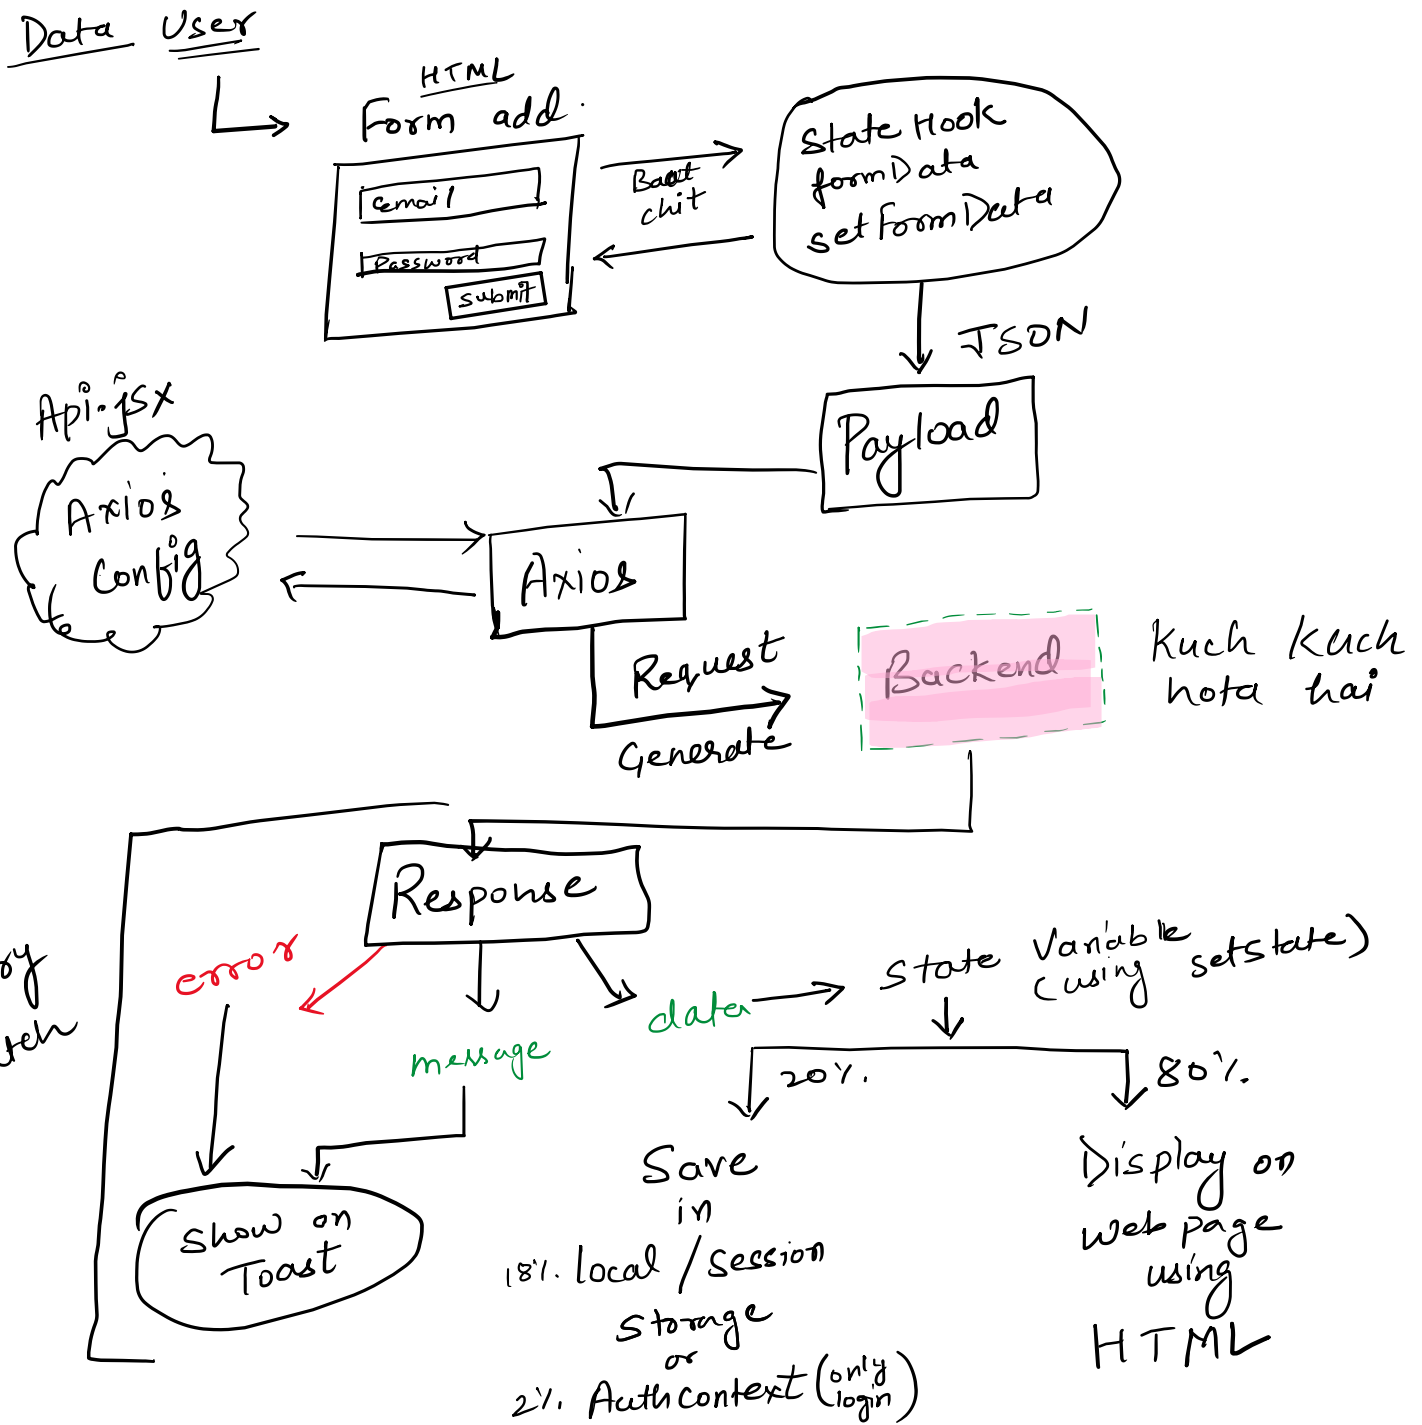 Data User
HTML
Form add.
email
Password
Submit
Baat
chit
State Hook
formData
setFormData
JSON
Payload
Api.jsx
Axios
Config
Axios
Request
Generate
Backend
Kuch Kuch
hota hai
Response
error
message
data
State Variable
(using setstate)
20%.
80%.
Show on
Toast
Save
in
18%. local / session
Storage
or
2%. Auth context (only
login)
Display on
web page
using
HTML